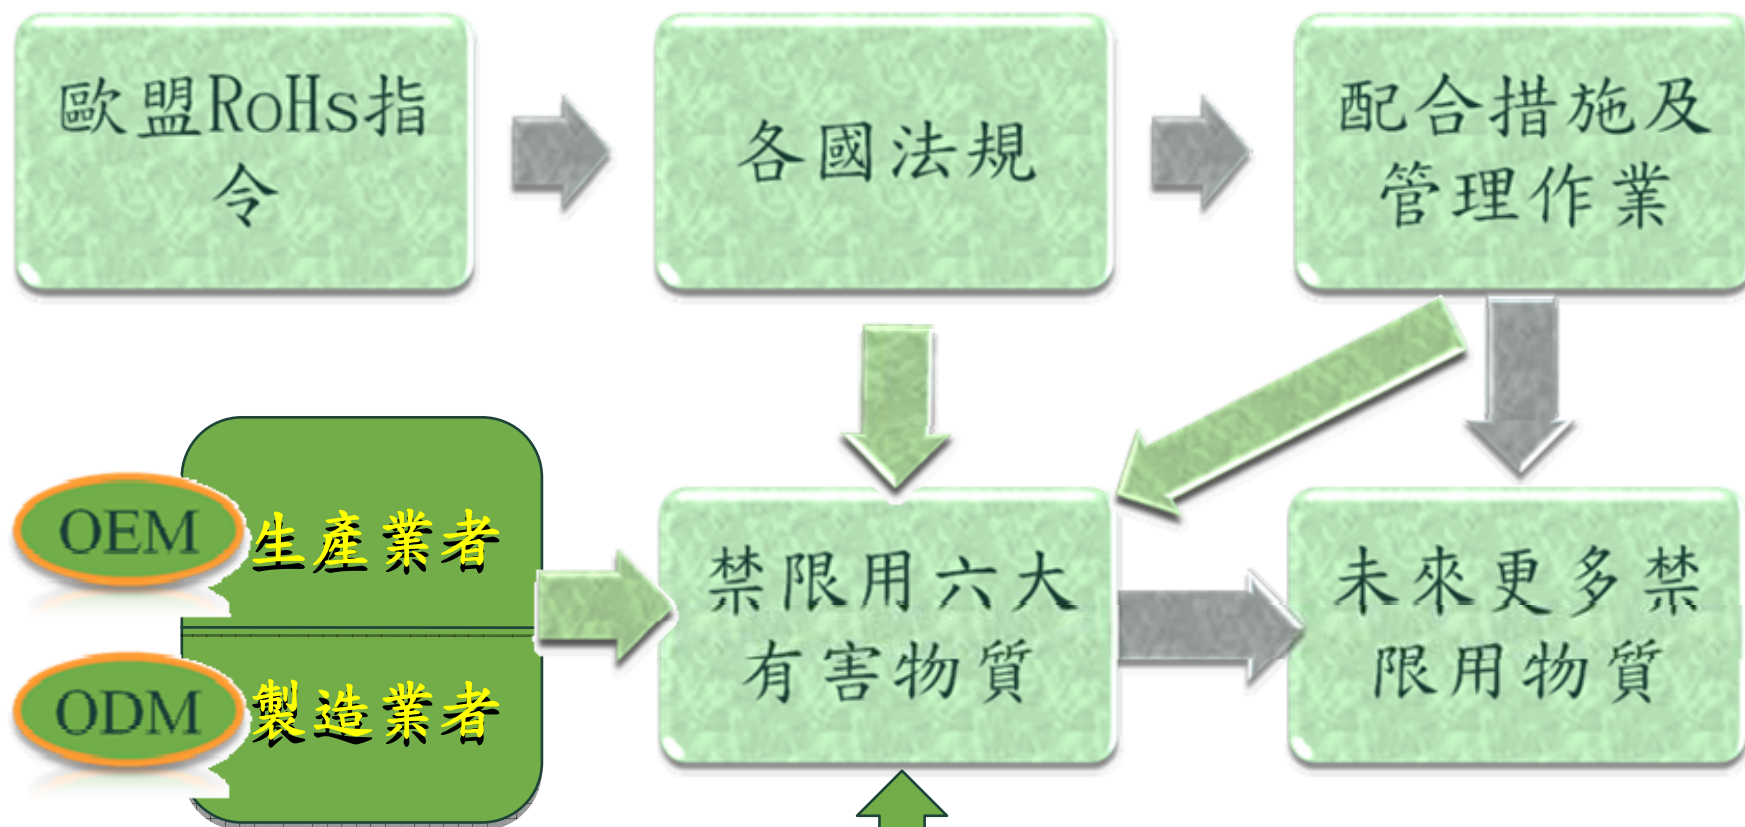 歐盟RoHs指
令
各國法規
配合措施及
管理作業
OEM
生產業者
ODM
製造業者
禁限用六大
有害物質
未來更多禁
限用物質